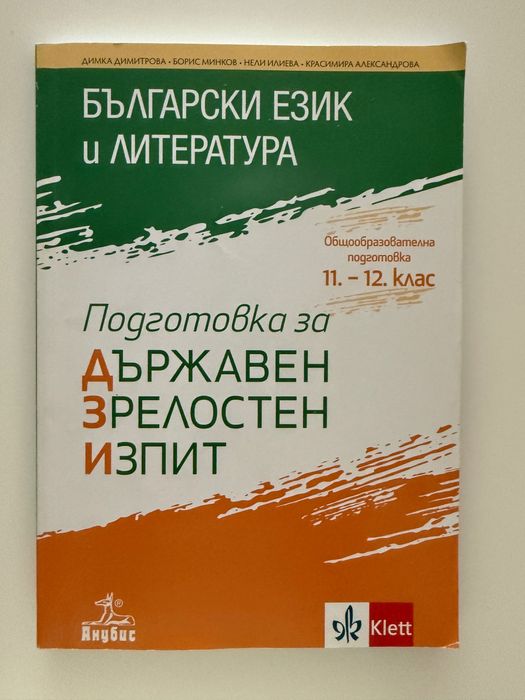 ДИМКА ДИМИТРОВА • БОРИС МИНКОВ • НЕЛИ ИЛИЕВА • КРАСИМИРА АЛЕКСАНДРОВА
БЪЛГАРСКИ ЕЗИК
и ЛИТЕРАТУРА
Общообразователна
подготовка
11. – 12. клас
Подготовка за
ДЪРЖАВЕН
ЗРЕЛОСТЕН
ИЗПИТ
®
Анубис
Klett